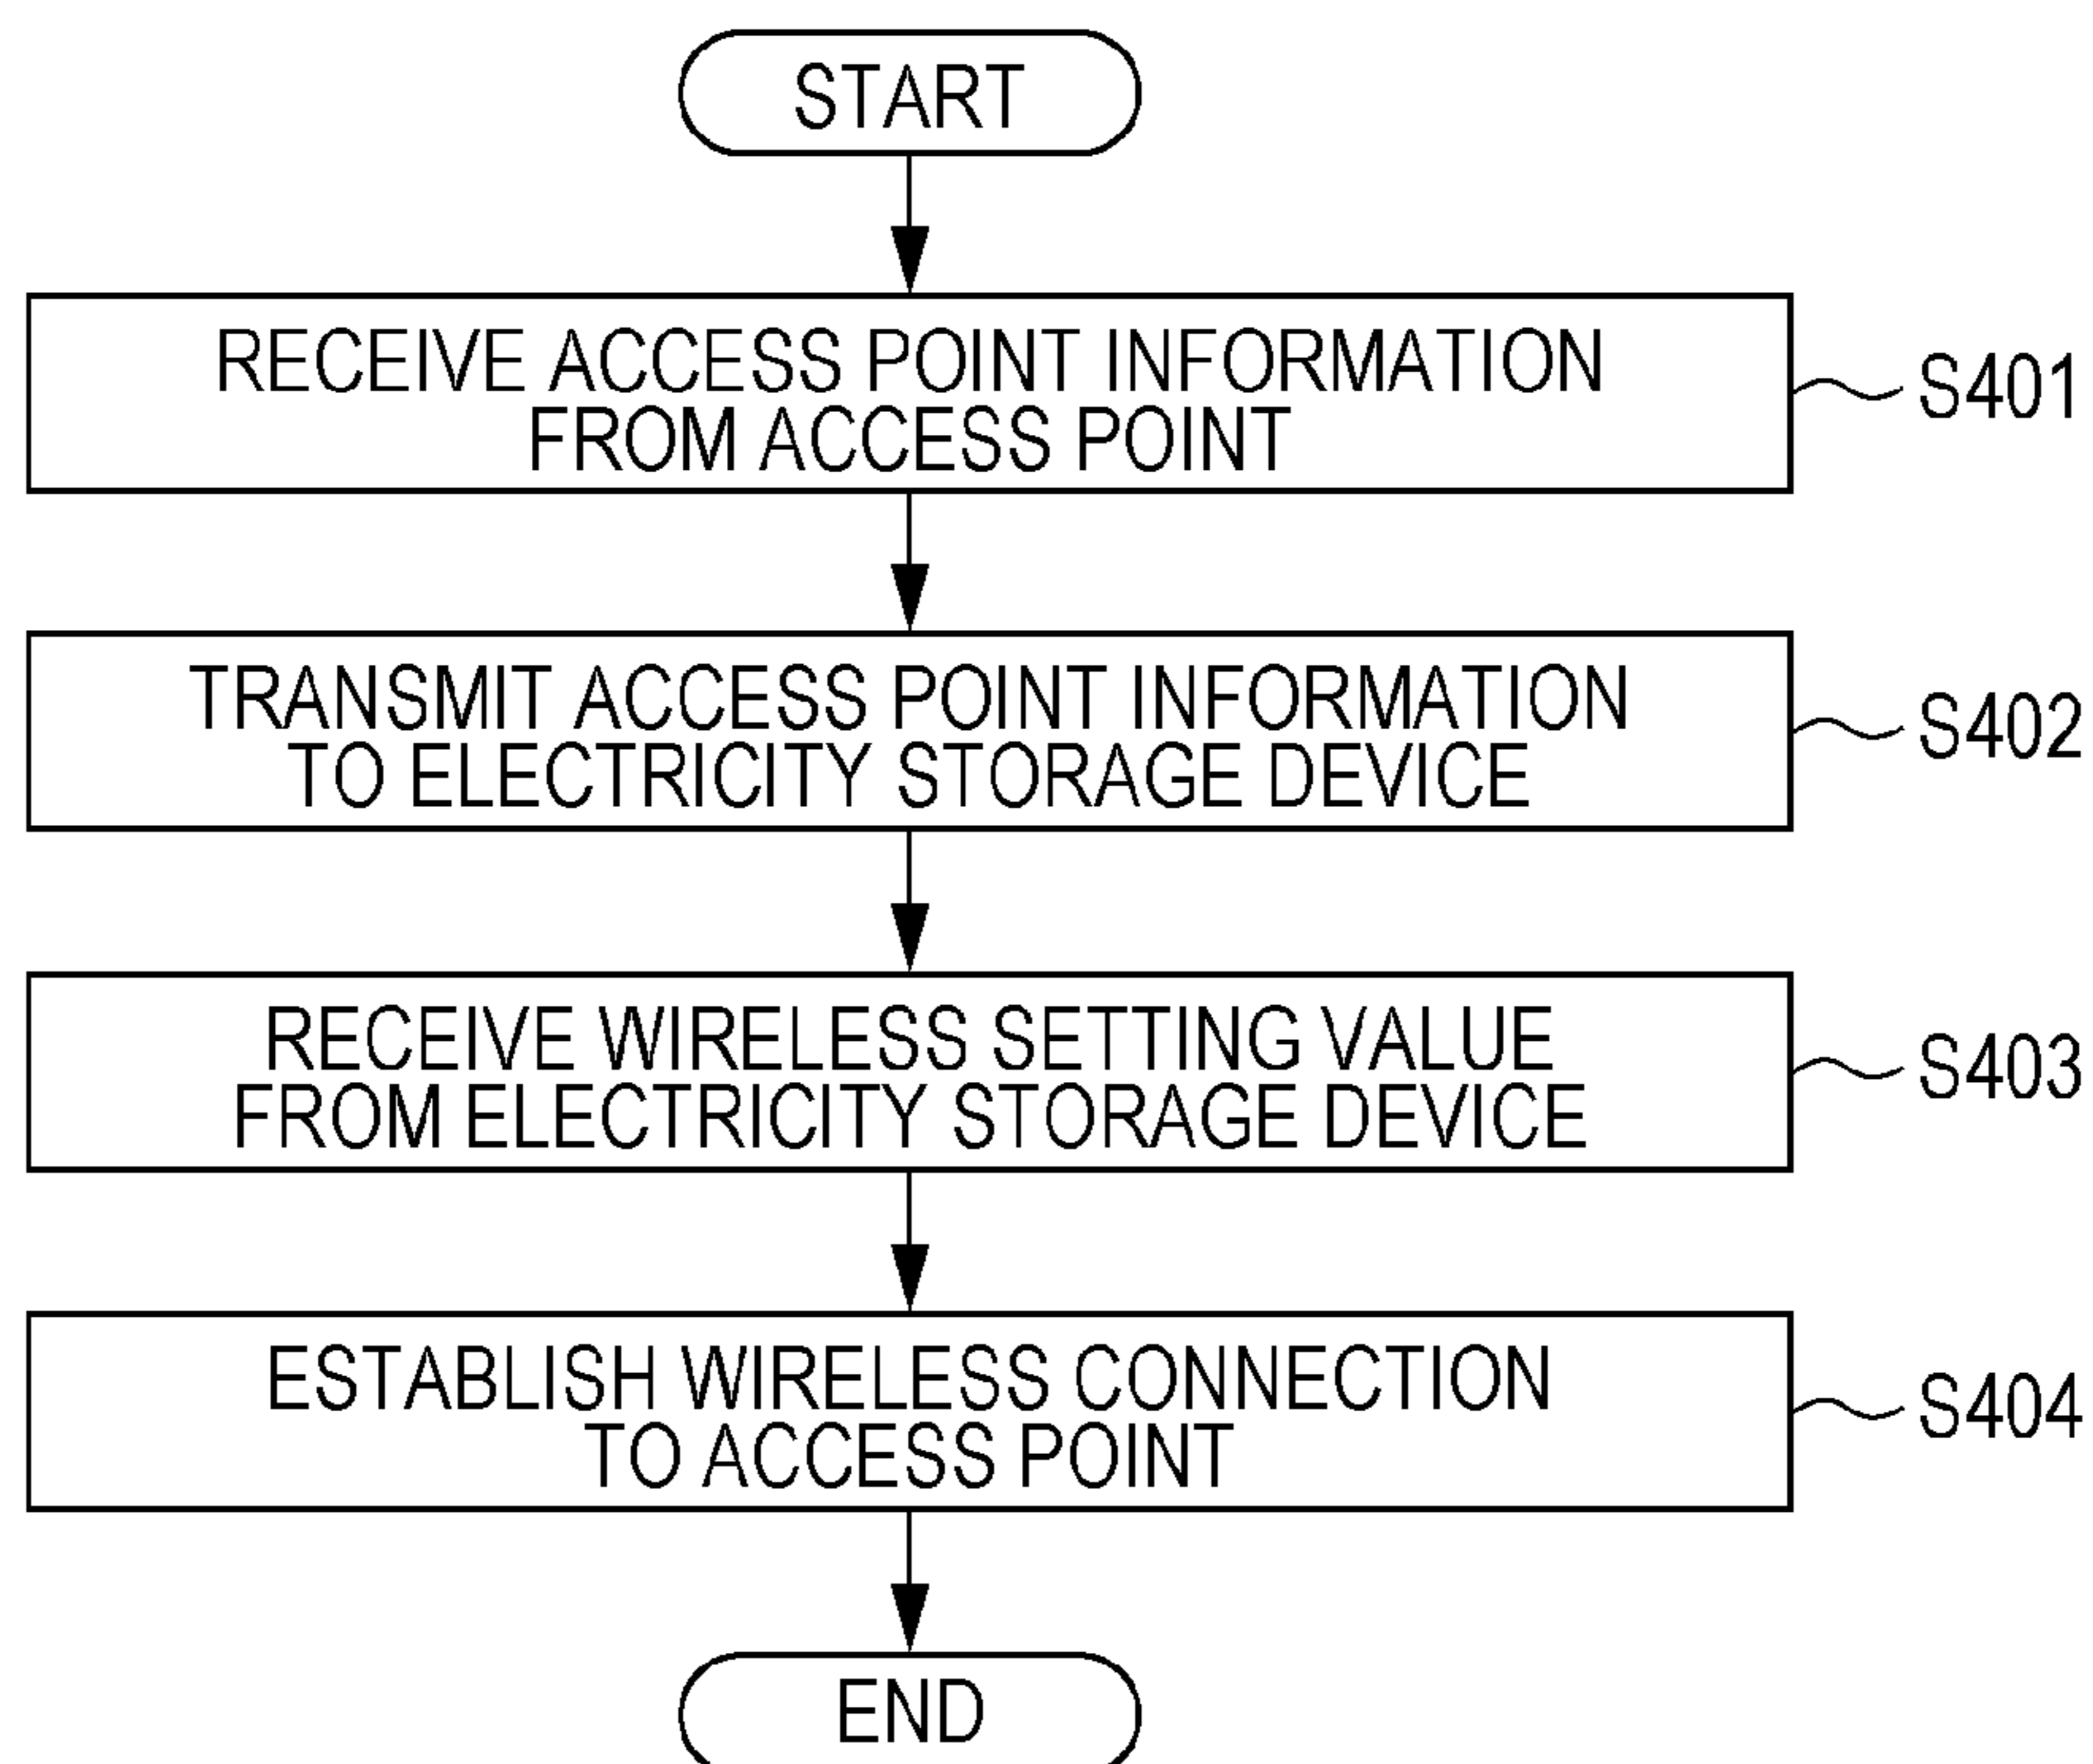 START
RECEIVE ACCESS POINT INFORMATION
FROM ACCESS POINT
S401
TRANSMIT ACCESS POINT INFORMATION
TO ELECTRICITY STORAGE DEVICE
S402
RECEIVE WIRELESS SETTING VALUE
FROM ELECTRICITY STORAGE DEVICE
S403
ESTABLISH WIRELESS CONNECTION
TO ACCESS POINT
S404
END